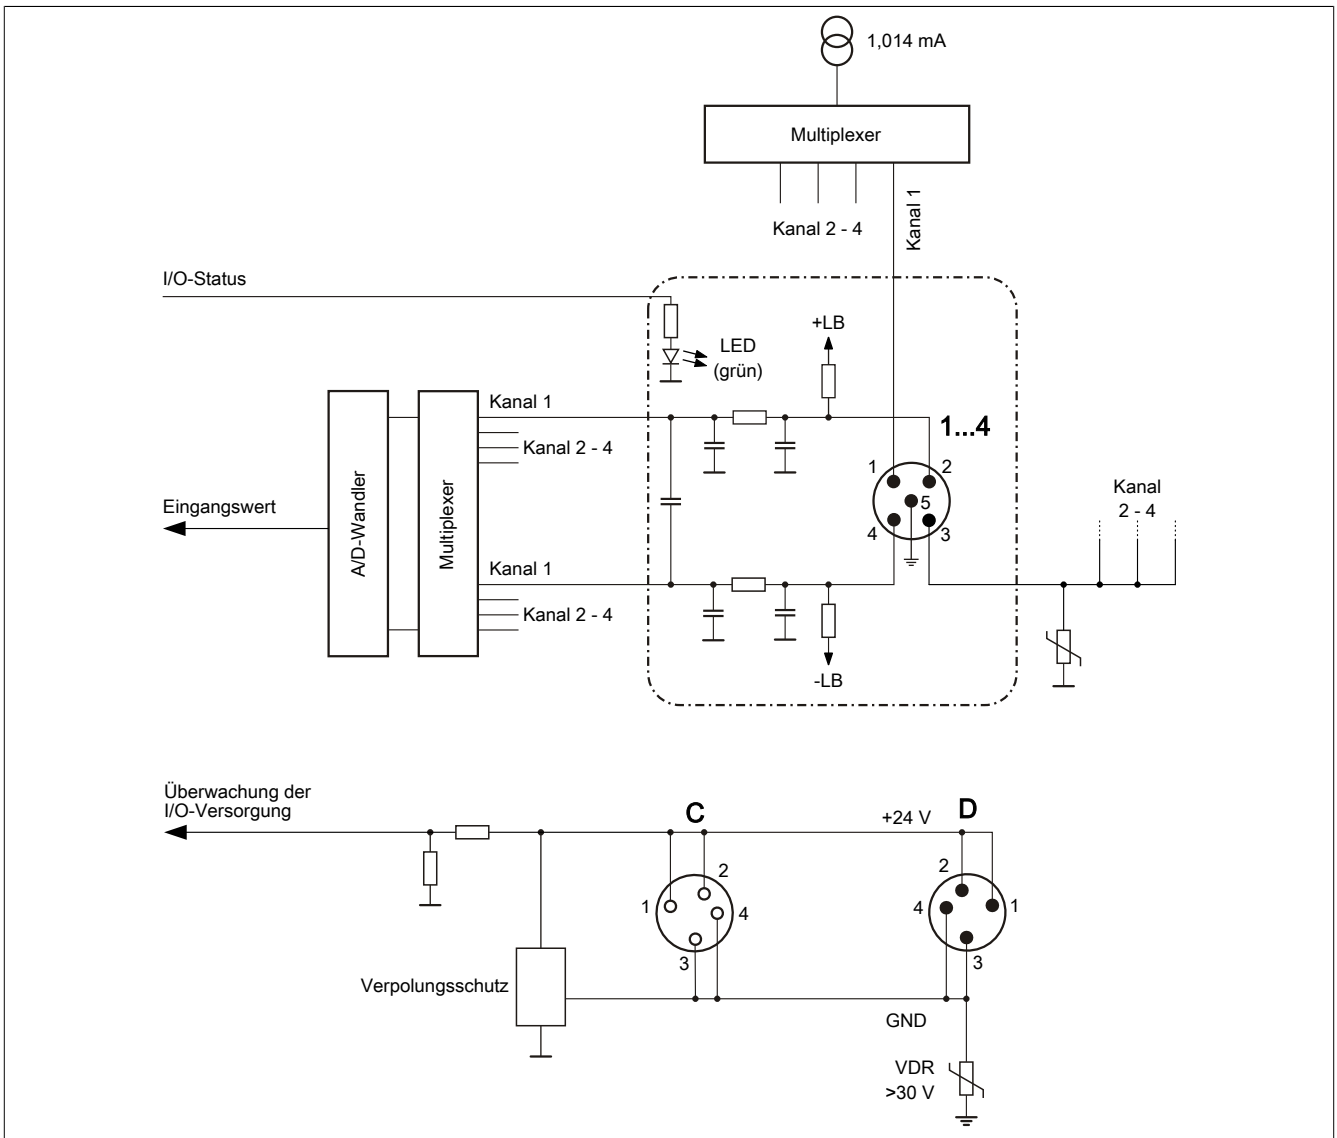 1,014 mA
Multiplexer
Kanal 2 - 4
Kanal 1
I/O-Status
+LB
LED
(grün)
Kanal 1
Kanal 2 - 4
1...4
1
2
5
4
3
Kanal
2 - 4
Eingangswert
A/D-Wandler
Multiplexer
Kanal 1
Kanal 2 - 4
-LB
Überwachung der
I/O-Versorgung
C
+24 V
D
2
1
4
3
2
4
1
3
Verpolungsschutz
GND
VDR
>30 V